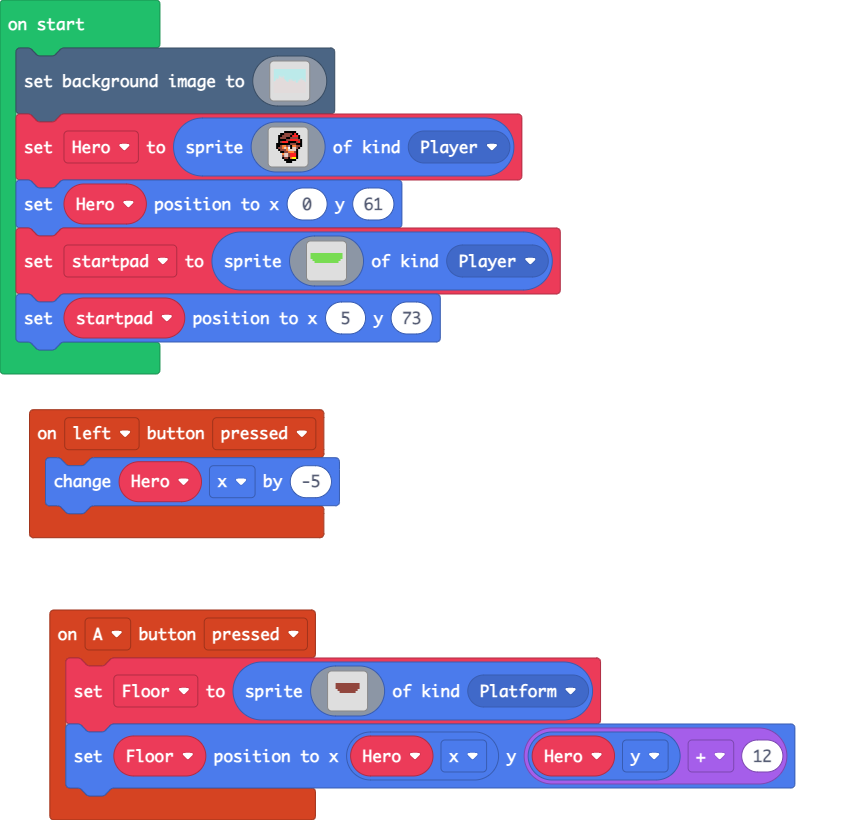 on start
set background image to
set Hero to sprite of kind Player
set Hero position to x 0 y 61
set startpad to sprite of kind Player
set startpad position to x 5 y 73
on left button pressed
change Hero x by -5
on A button pressed
set Floor to sprite of kind Platform
set Floor position to x Hero x y Hero y + 12